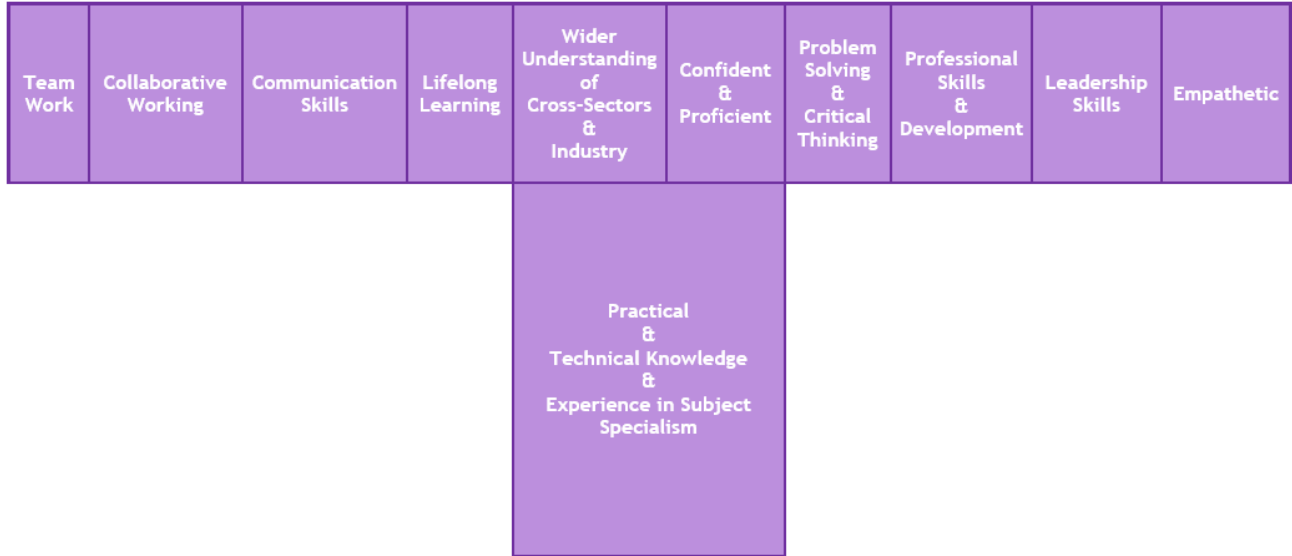 Team
Work
Collaborative
Working
Communication
Skills
Lifelong
Learning
Wider
Understanding
of
Cross-Sectors
&
Industry
Confident
&
Proficient
Problem
Solving
&
Critical
Thinking
Professional
Skills
&
Development
Leadership
Skills
Empathetic
Practical
&
Technical Knowledge
&
Experience in Subject
Specialism